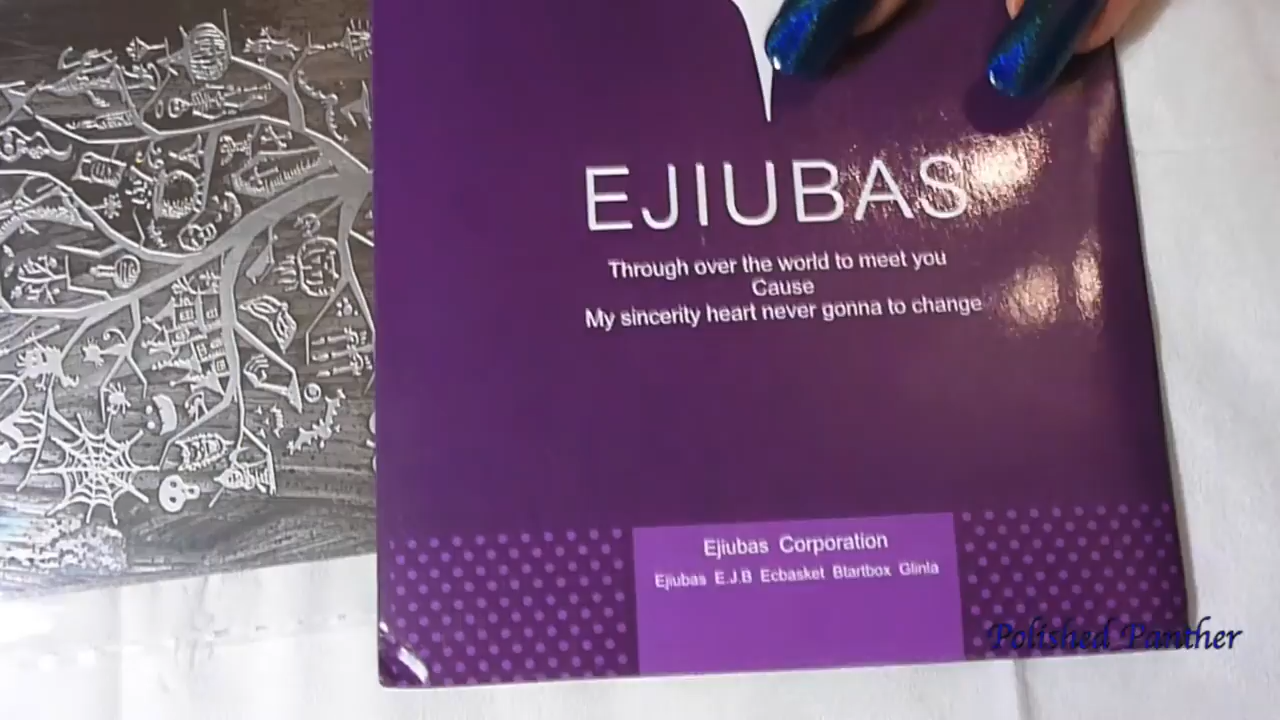 EJIUBAS
Through over the world to meet you
Cause
My sincerity heart never gonna to change
Ejiubas Corporation
Ejiubas E.J.B Ecbasket Btartbox Glinla
Polished Panther